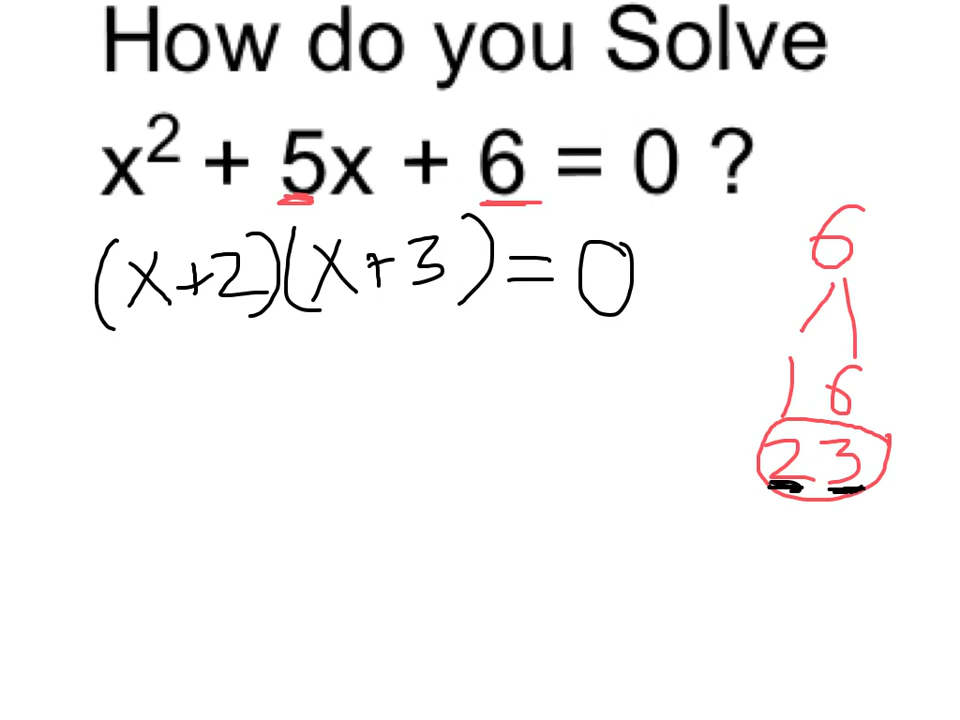 How do you Solve
x² + 5x + 6 = 0 ?
(x+2)(x+3)=0
6
1 6
2 3